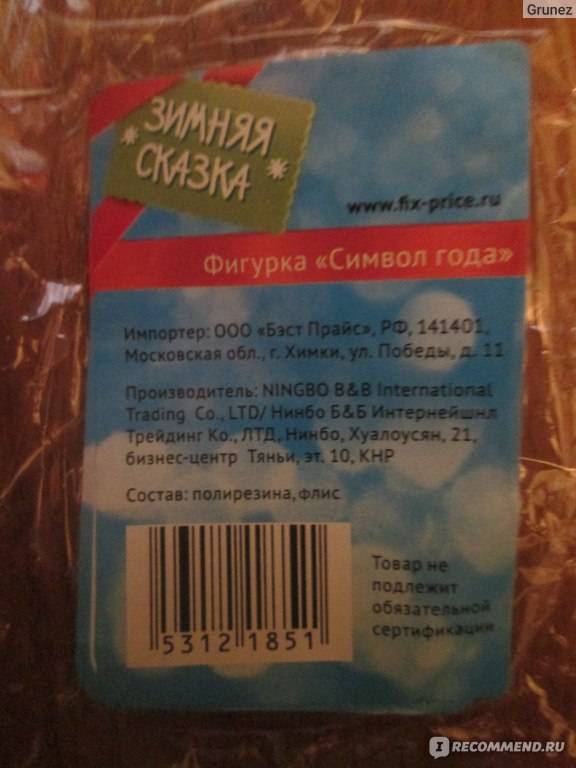 Grunez
ЗИМНЯЯ
СКАЗКА
www.fix-price.ru
Фигурка «Символ года»
Импортер: ООО «Бэст Прайс», РФ, 141401,
Московская обл., г. Химки, ул. Победы, д. 11
Производитель: NINGBO B&B International
Trading Co., LTD/ Нинбо Б&Б Интернейшнл
Трейдинг Ко., ЛТД, Нинбо, Хуалоусян, 21,
бизнес-центр Тяньи, эт. 10, КНР
Состав: полирезина,флис
5312 1851
Товар не
подлежит
обязательной
сертификации
IRECOMMEND.RU